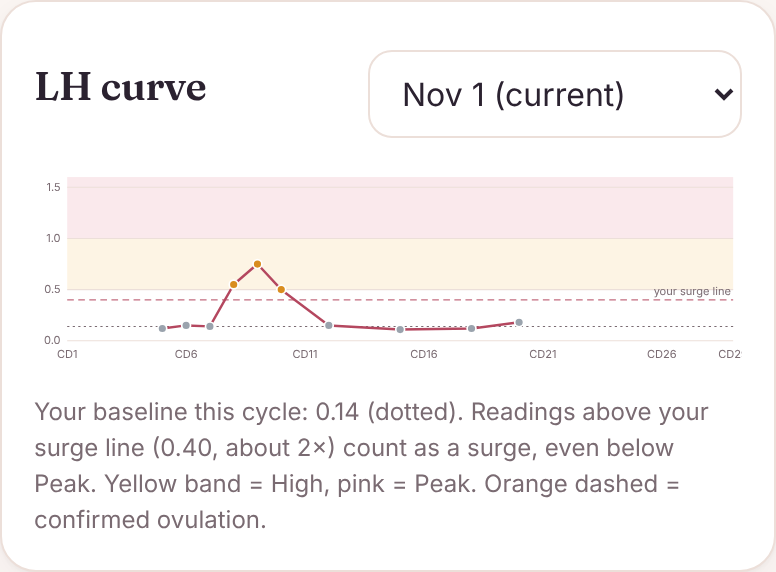 LH curve
Nov 1 (current)
1.5
1.0
0.5
your surge line
0.0
CD1 CD6 CD11 CD16 CD21 CD26 CD2
Your baseline this cycle: 0.14 (dotted). Readings above your
surge line (0.40, about 2×) count as a surge, even below
Peak. Yellow band = High, pink = Peak. Orange dashed =
confirmed ovulation.